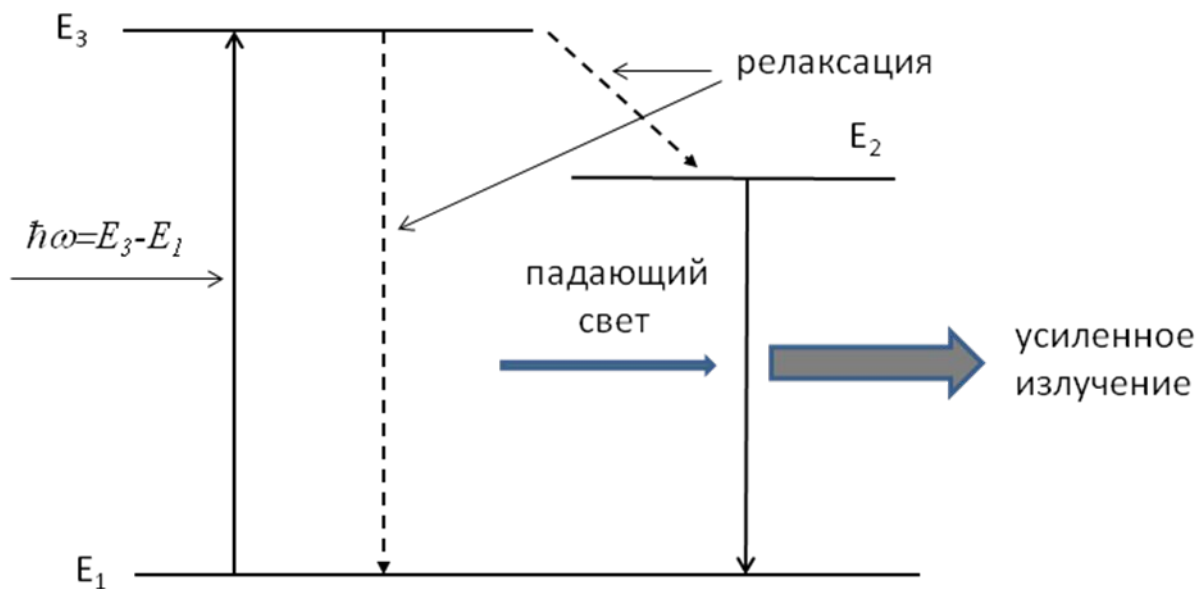 E₃
релаксация
E₂
ħω=E₃-E₁
падающий
свет
усиленное
излучение
E₁